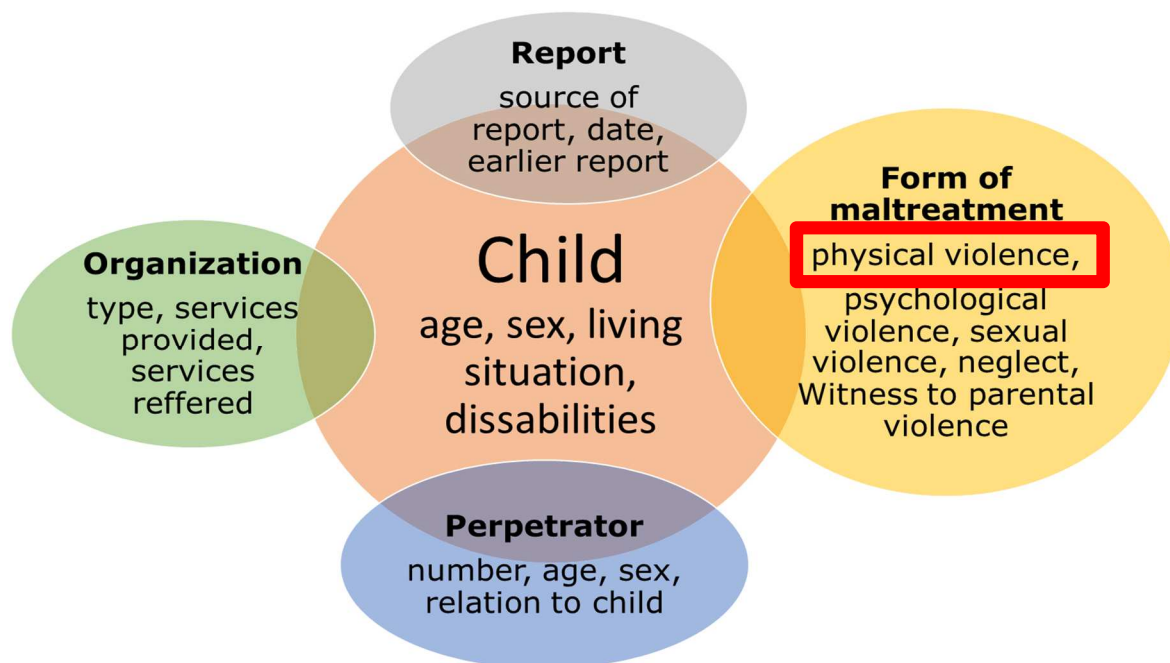 Report
source of
report, date,
earlier report
Form of
maltreatment
physical violence,
psychological
violence, sexual
violence, neglect,
Witness to parental
violence
Organization
type, services
provided,
services
reffered
Child
age, sex, living
situation,
dissabilities
Perpetrator
number, age, sex,
relation to child